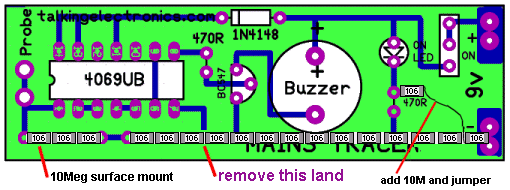 talkingelectronics.com
Probe
1N4148
470R
ON
LED
ON
+
+
4069UB
BC547
Buzzer
9v
106
470R
-
106 106 106 106 106 106 106 106 106 106 106 106 106 106 106 106 106 106
MAINS TRACER
10Meg surface mount
remove this land
add 10M and jumper